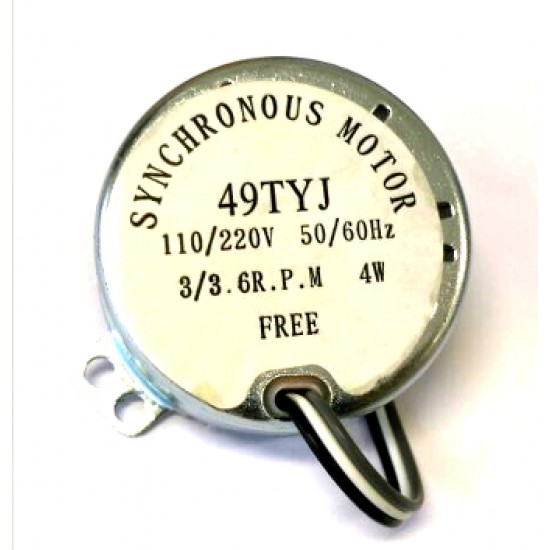 SYNCHRONOUS MOTOR
49TYJ
110/220V 50/60Hz
3/3.6R.P.M 4W
FREE